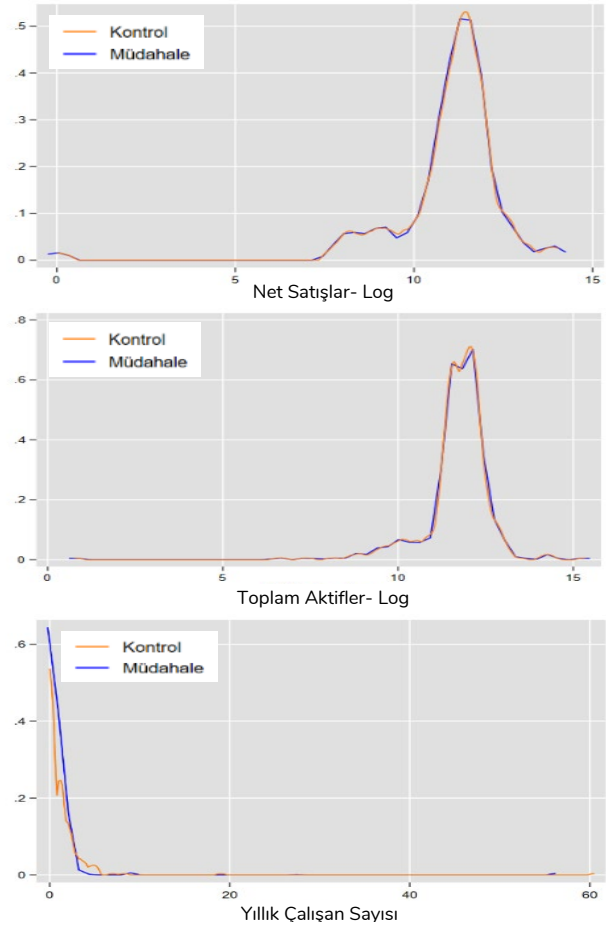 .5
.4
.3
.2
.1
0
Kontrol
Müdahale
0 5 10 15
Net Satışlar- Log
.8
.6
.4
.2
0
Kontrol
Müdahale
0 5 10 15
Toplam Aktifler- Log
.6
.4
.2
0
Kontrol
Müdahale
0 20 40 60
Yıllık Çalışan Sayısı